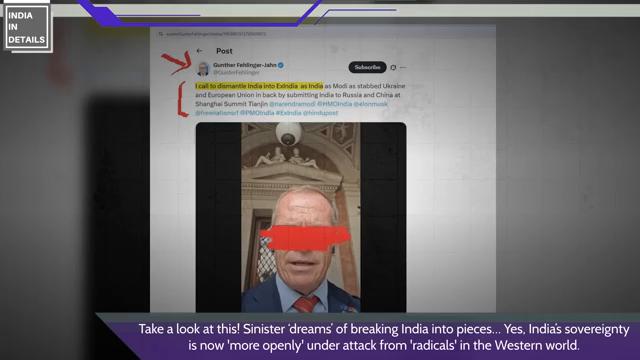 INDIA
IN
DETAILS
Post
Gunther Fehlinger-Jahn
@GunterFehlinger
Subscribe
I call to dismantle India into ExIndia as India as Modi as stabbed Ukraine
and European Union in back by submitting India to Russia and China at
Shanghai Summit Tianjin @narendramodi @HMOIndia @elonmusk
@PMOIndia #ExIndia @hindupost
Take a look at this! Sinister 'dreams' of breaking India into pieces... Yes, India's sovereignty
is now 'more openly' under attack from 'radicals' in the Western world.